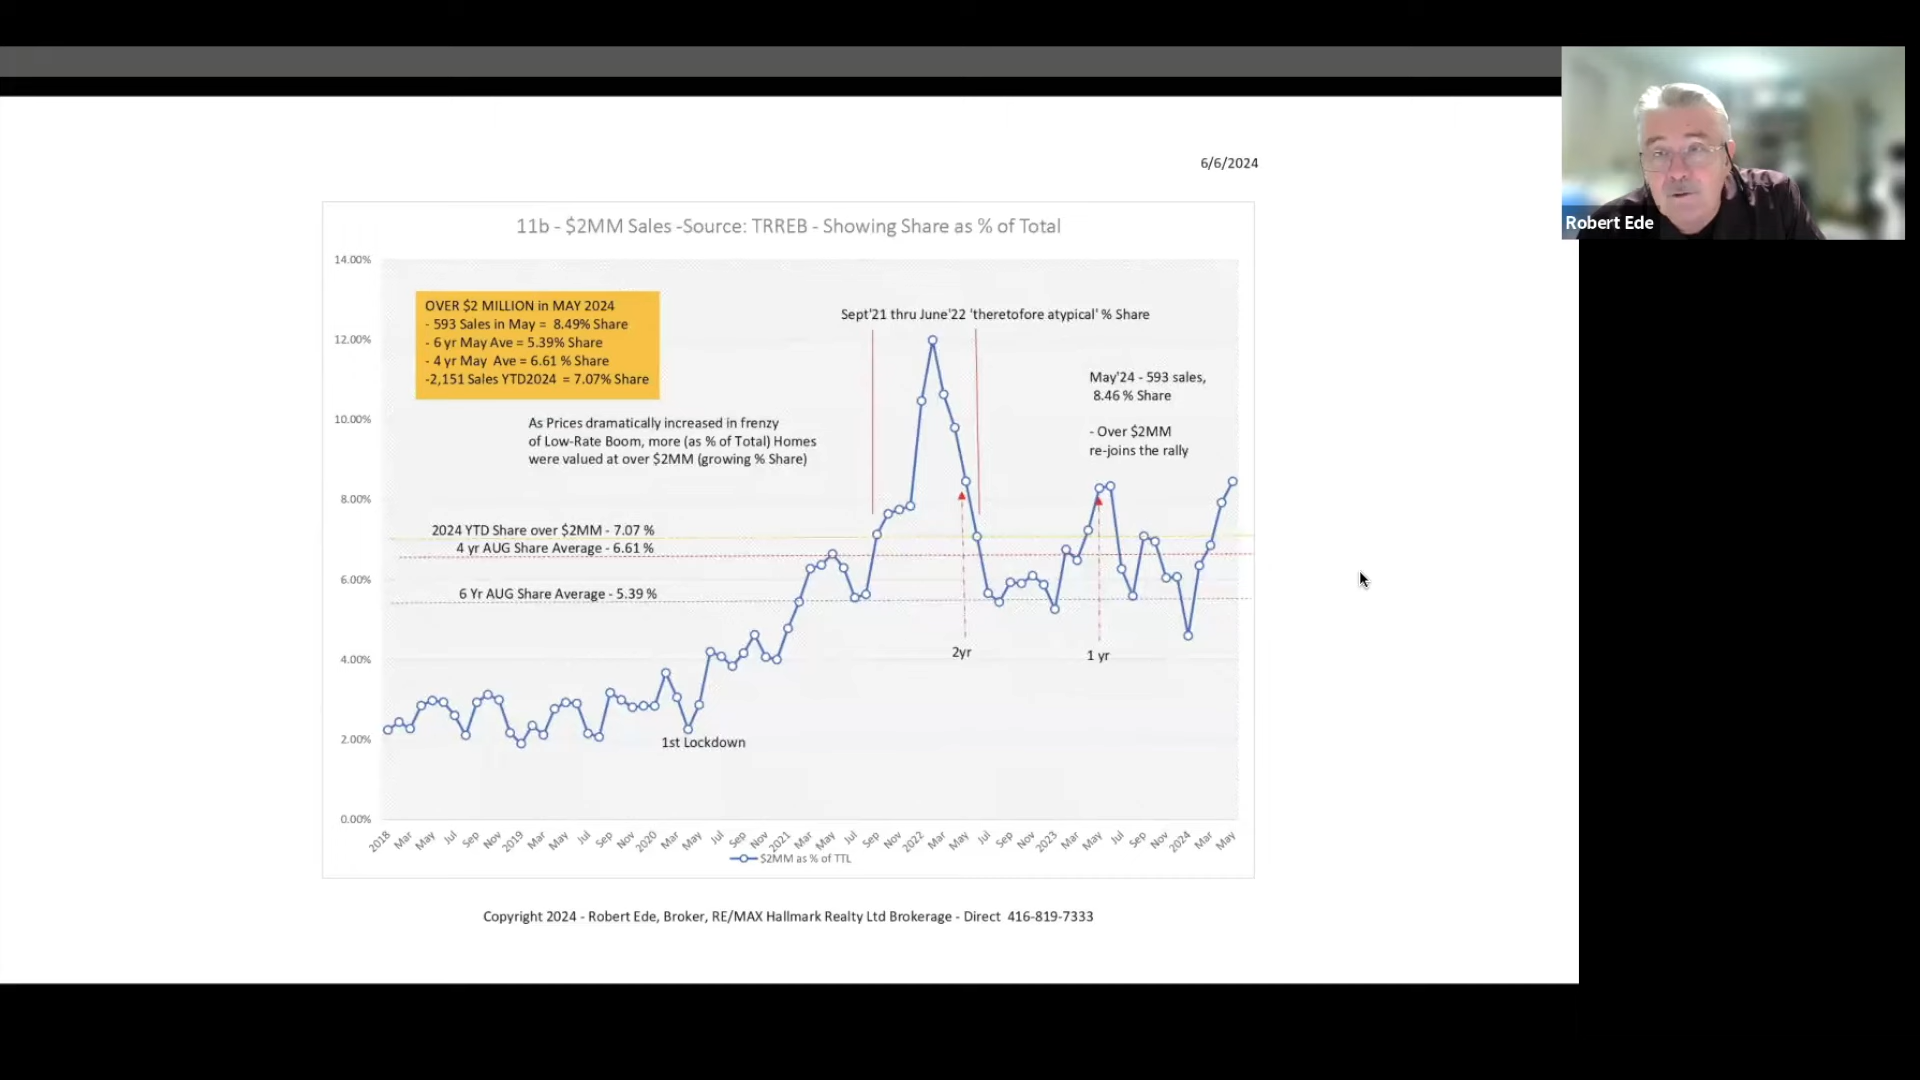 Robert Ede
6/6/2024
11b - $2MM Sales -Source: TRREB - Showing Share as % of Total
14.00%
12.00%
10.00%
8.00%
6.00%
4.00%
2.00%
0.00%
OVER $2 MILLION in MAY 2024
- 593 Sales in May = 8.49% Share
- 6 yr May Ave = 5.39% Share
- 4 yr May Ave = 6.61 % Share
-2,151 Sales YTD2024 = 7.07% Share
Sept'21 thru June'22 'theretofore atypical' % Share
May'24 - 593 sales,
8.46 % Share
- Over $2MM
re-joins the rally
As Prices dramatically increased in frenzy
of Low-Rate Boom, more (as % of Total) Homes
were valued at over $2MM (growing % Share)
2024 YTD Share over $2MM - 7.07 %
4 yr AUG Share Average - 6.61 %
6 Yr AUG Share Average - 5.39 %
2yr
1 yr
1st Lockdown
2018 Mar May Jul Sep Nov 2019 Mar May Jul Sep Nov 2020 Mar May Jul Sep Nov 2021 Mar May Jul Sep Nov 2022 Mar May Jul Sep Nov 2023 Mar May Jul Sep Nov 2024 Mar May
$2MM as % of TTL
Copyright 2024 - Robert Ede, Broker, RE/MAX Hallmark Realty Ltd Brokerage - Direct 416-819-7333